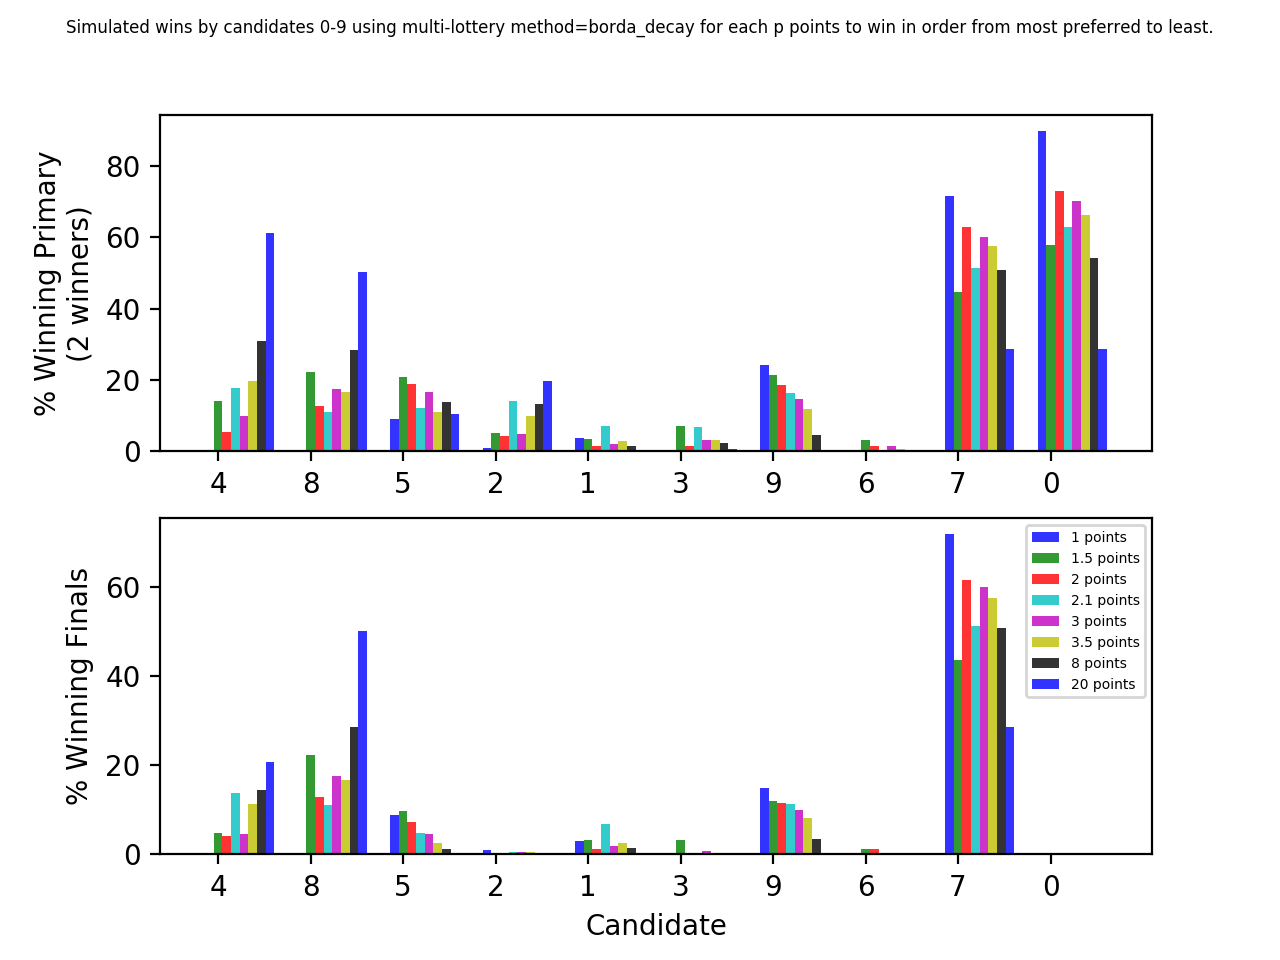 Simulated wins by candidates 0-9 using multi-lottery method=borda_decay for each p points to win in order from most preferred to least.
% Winning Primary
(2 winners)
80
60
40
20
0
4 8 5 2 1 3 9 6 7 0
% Winning Finals
60
40
20
0
1 points
1.5 points
2 points
2.1 points
3 points
3.5 points
8 points
20 points
4 8 5 2 1 3 9 6 7 0
Candidate